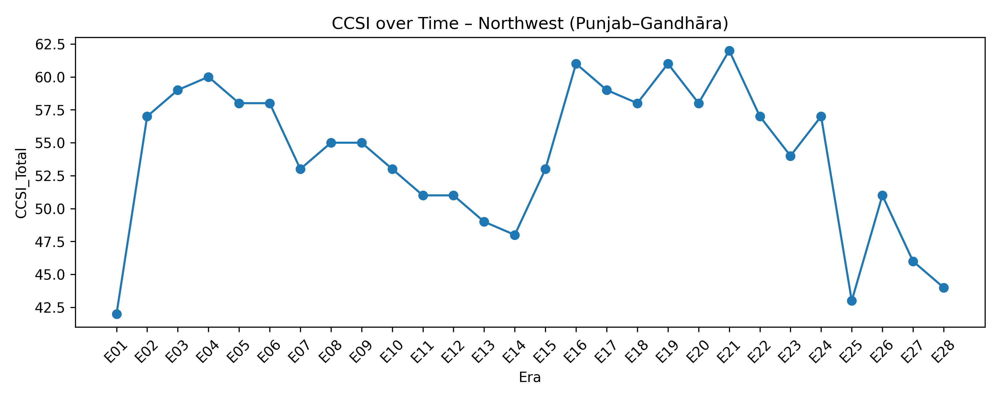 CCSI over Time – Northwest (Punjab–Gandhāra)
CCSI_Total
62.5
60.0
57.5
55.0
52.5
50.0
47.5
45.0
42.5
E01 E02 E03 E04 E05 E06 E07 E08 E09 E10 E11 E12 E13 E14 E15 E16 E17 E18 E19 E20 E21 E22 E23 E24 E25 E26 E27 E28
Era